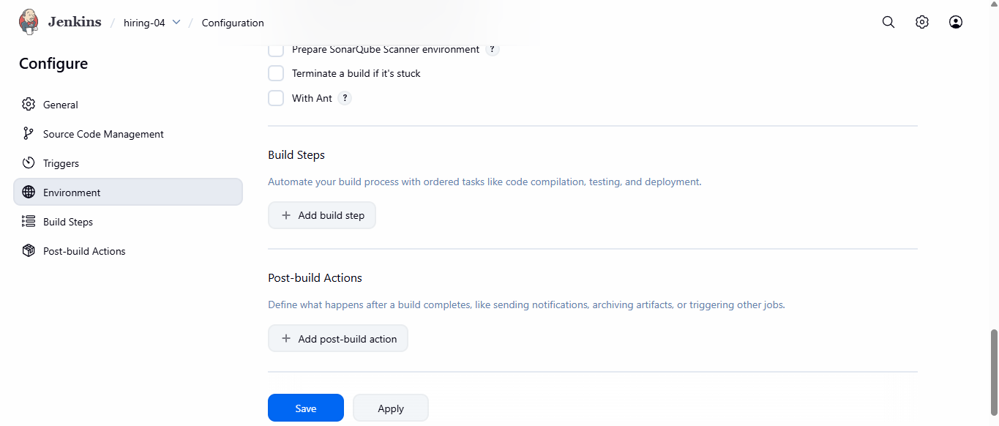 Jenkins / hiring-04 / Configuration
Configure
General
Source Code Management
Triggers
Environment
Build Steps
Post-build Actions
Prepare SonarQube Scanner environment ?
Terminate a build if it's stuck
With Ant ?
Build Steps
Automate your build process with ordered tasks like code compilation, testing, and deployment.
+ Add build step
Post-build Actions
Define what happens after a build completes, like sending notifications, archiving artifacts, or triggering other jobs.
+ Add post-build action
Save
Apply